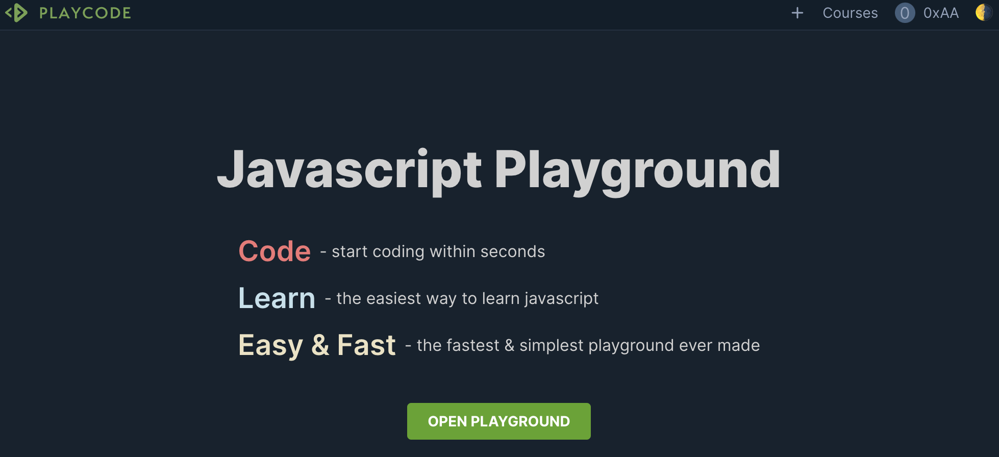 PLAYCODE
+ Courses 0 0xAA
Javascript Playground
Code - start coding within seconds
Learn - the easiest way to learn javascript
Easy & Fast - the fastest & simplest playground ever made
OPEN PLAYGROUND